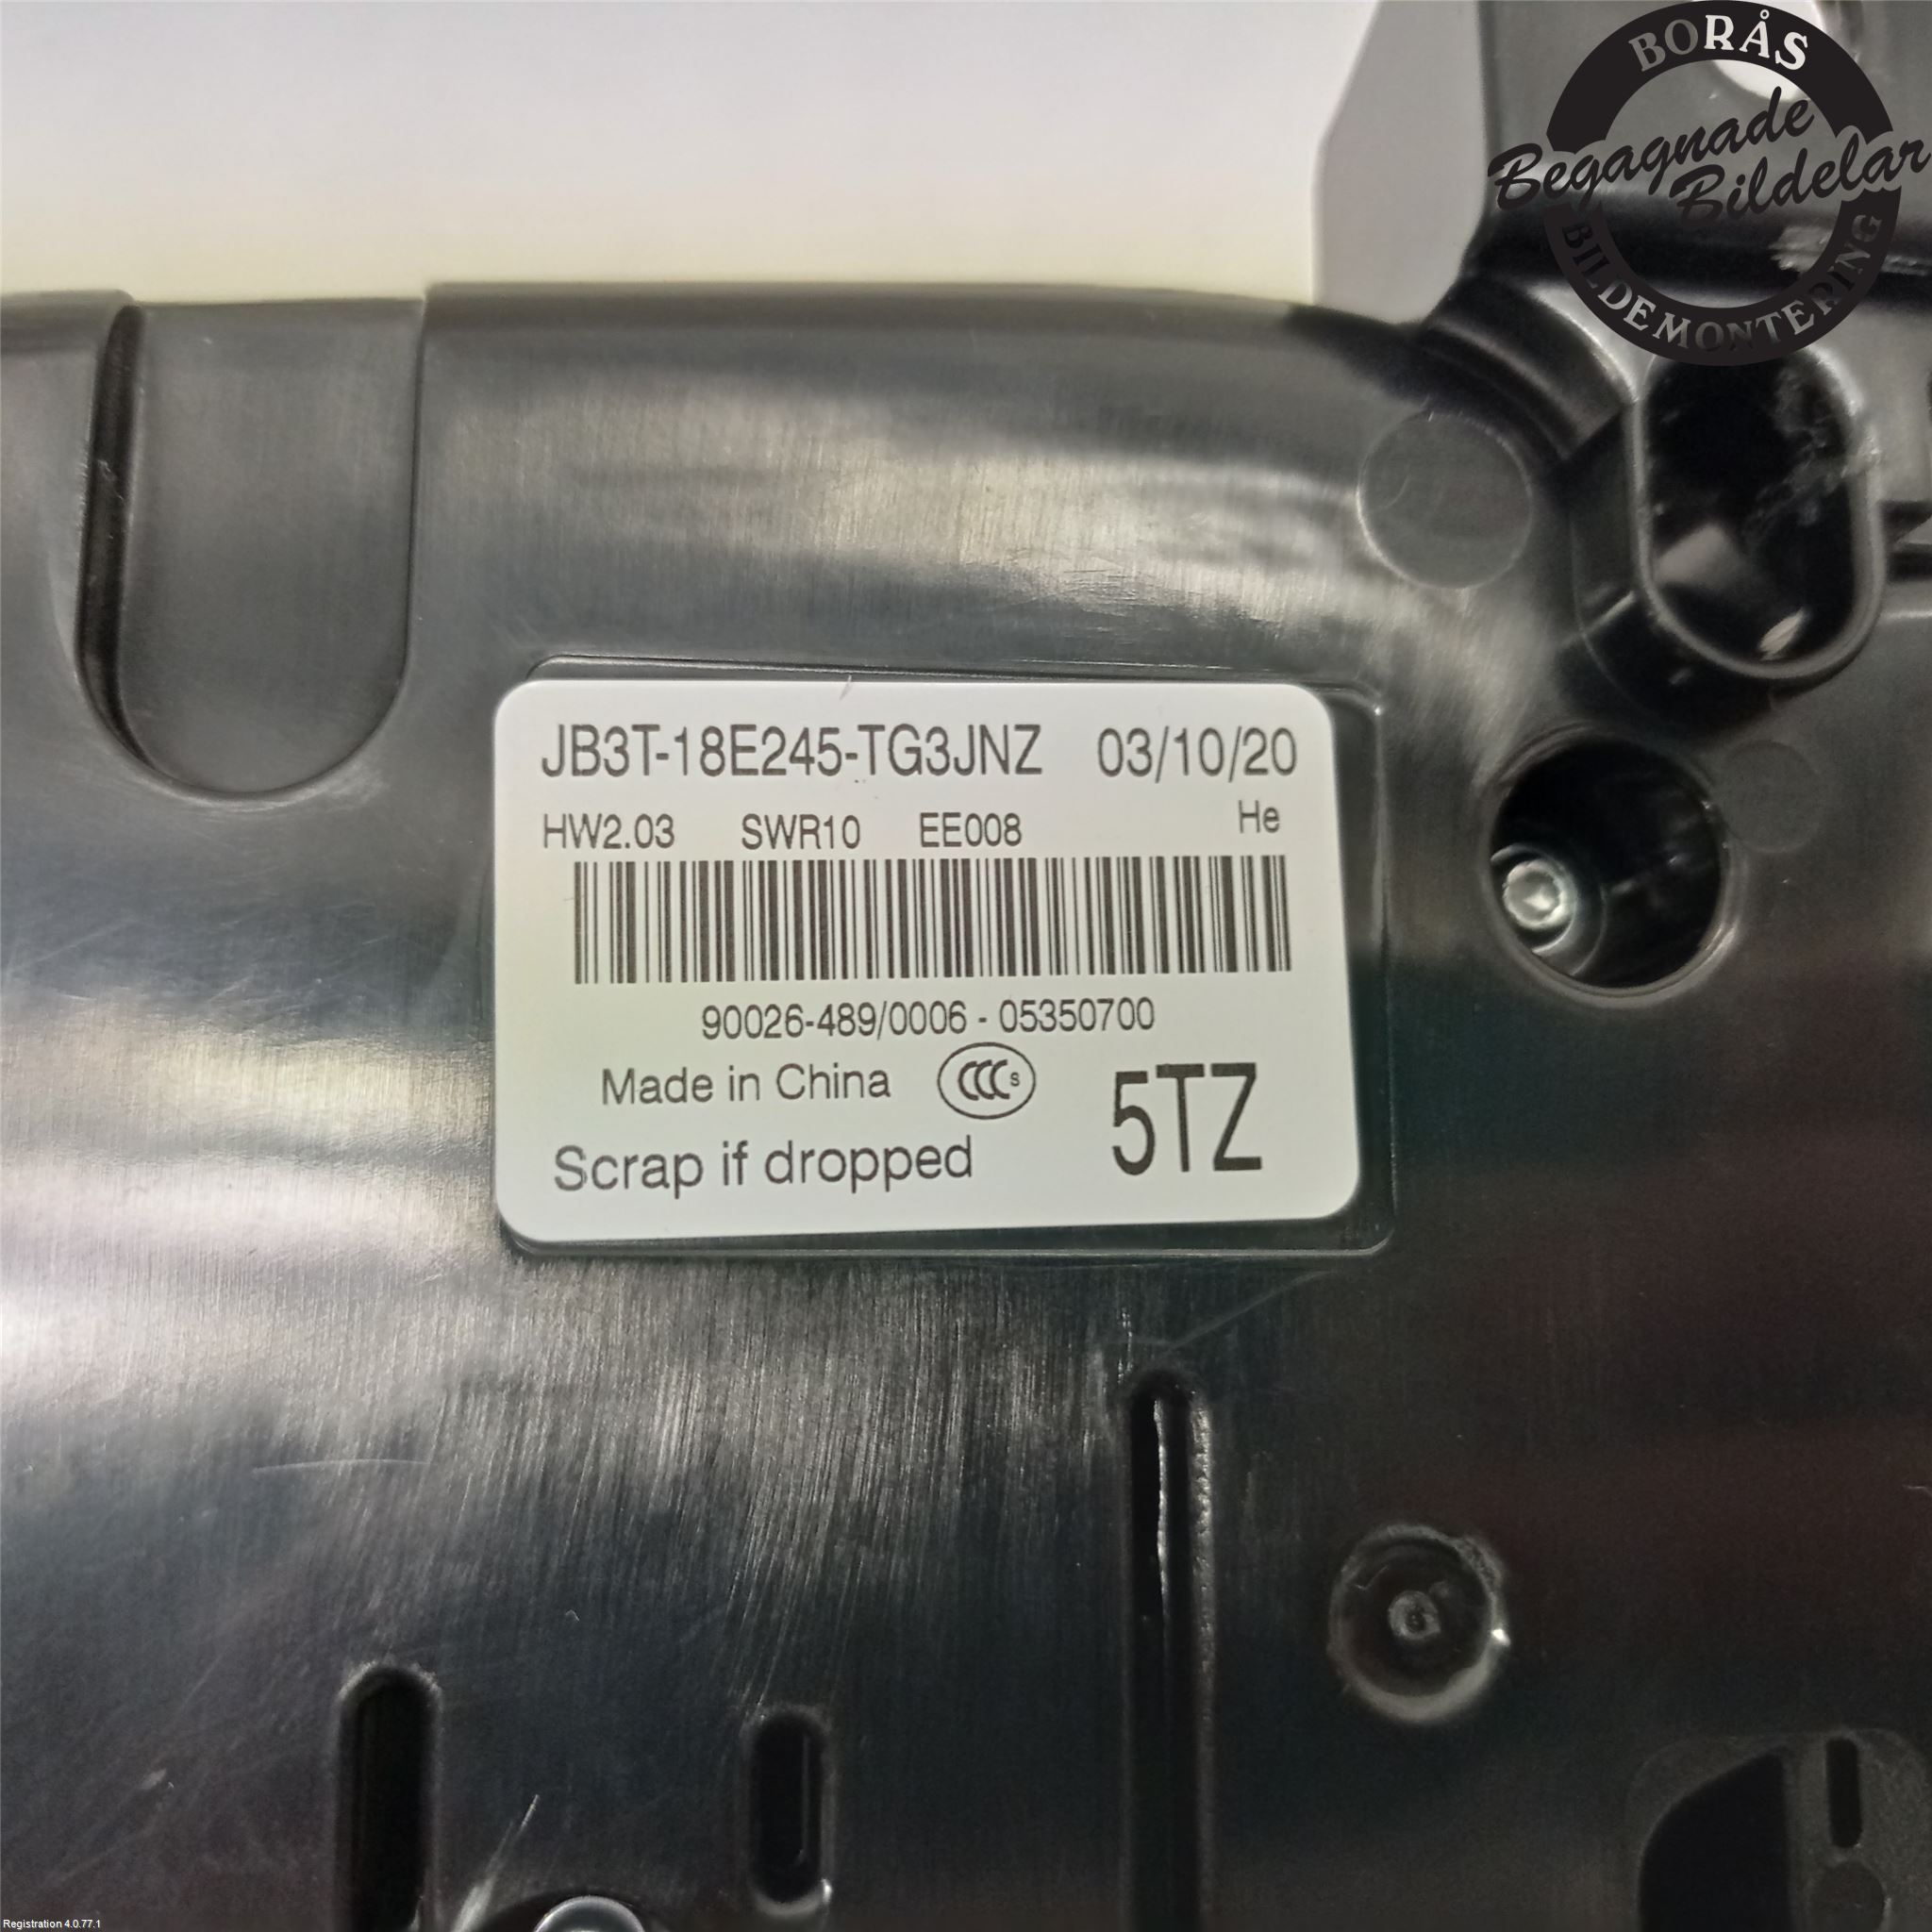 BORÅS
Begagnade
Bildelar
BILDEMONTERING
JB3T-18E245-TG3JNZ 03/10/20
HW2.03 SWR10 EE008 He
90026-489/0006 - 05350700
Made in China CCC S
5TZ
Scrap if dropped
Registration 4.0.77.1